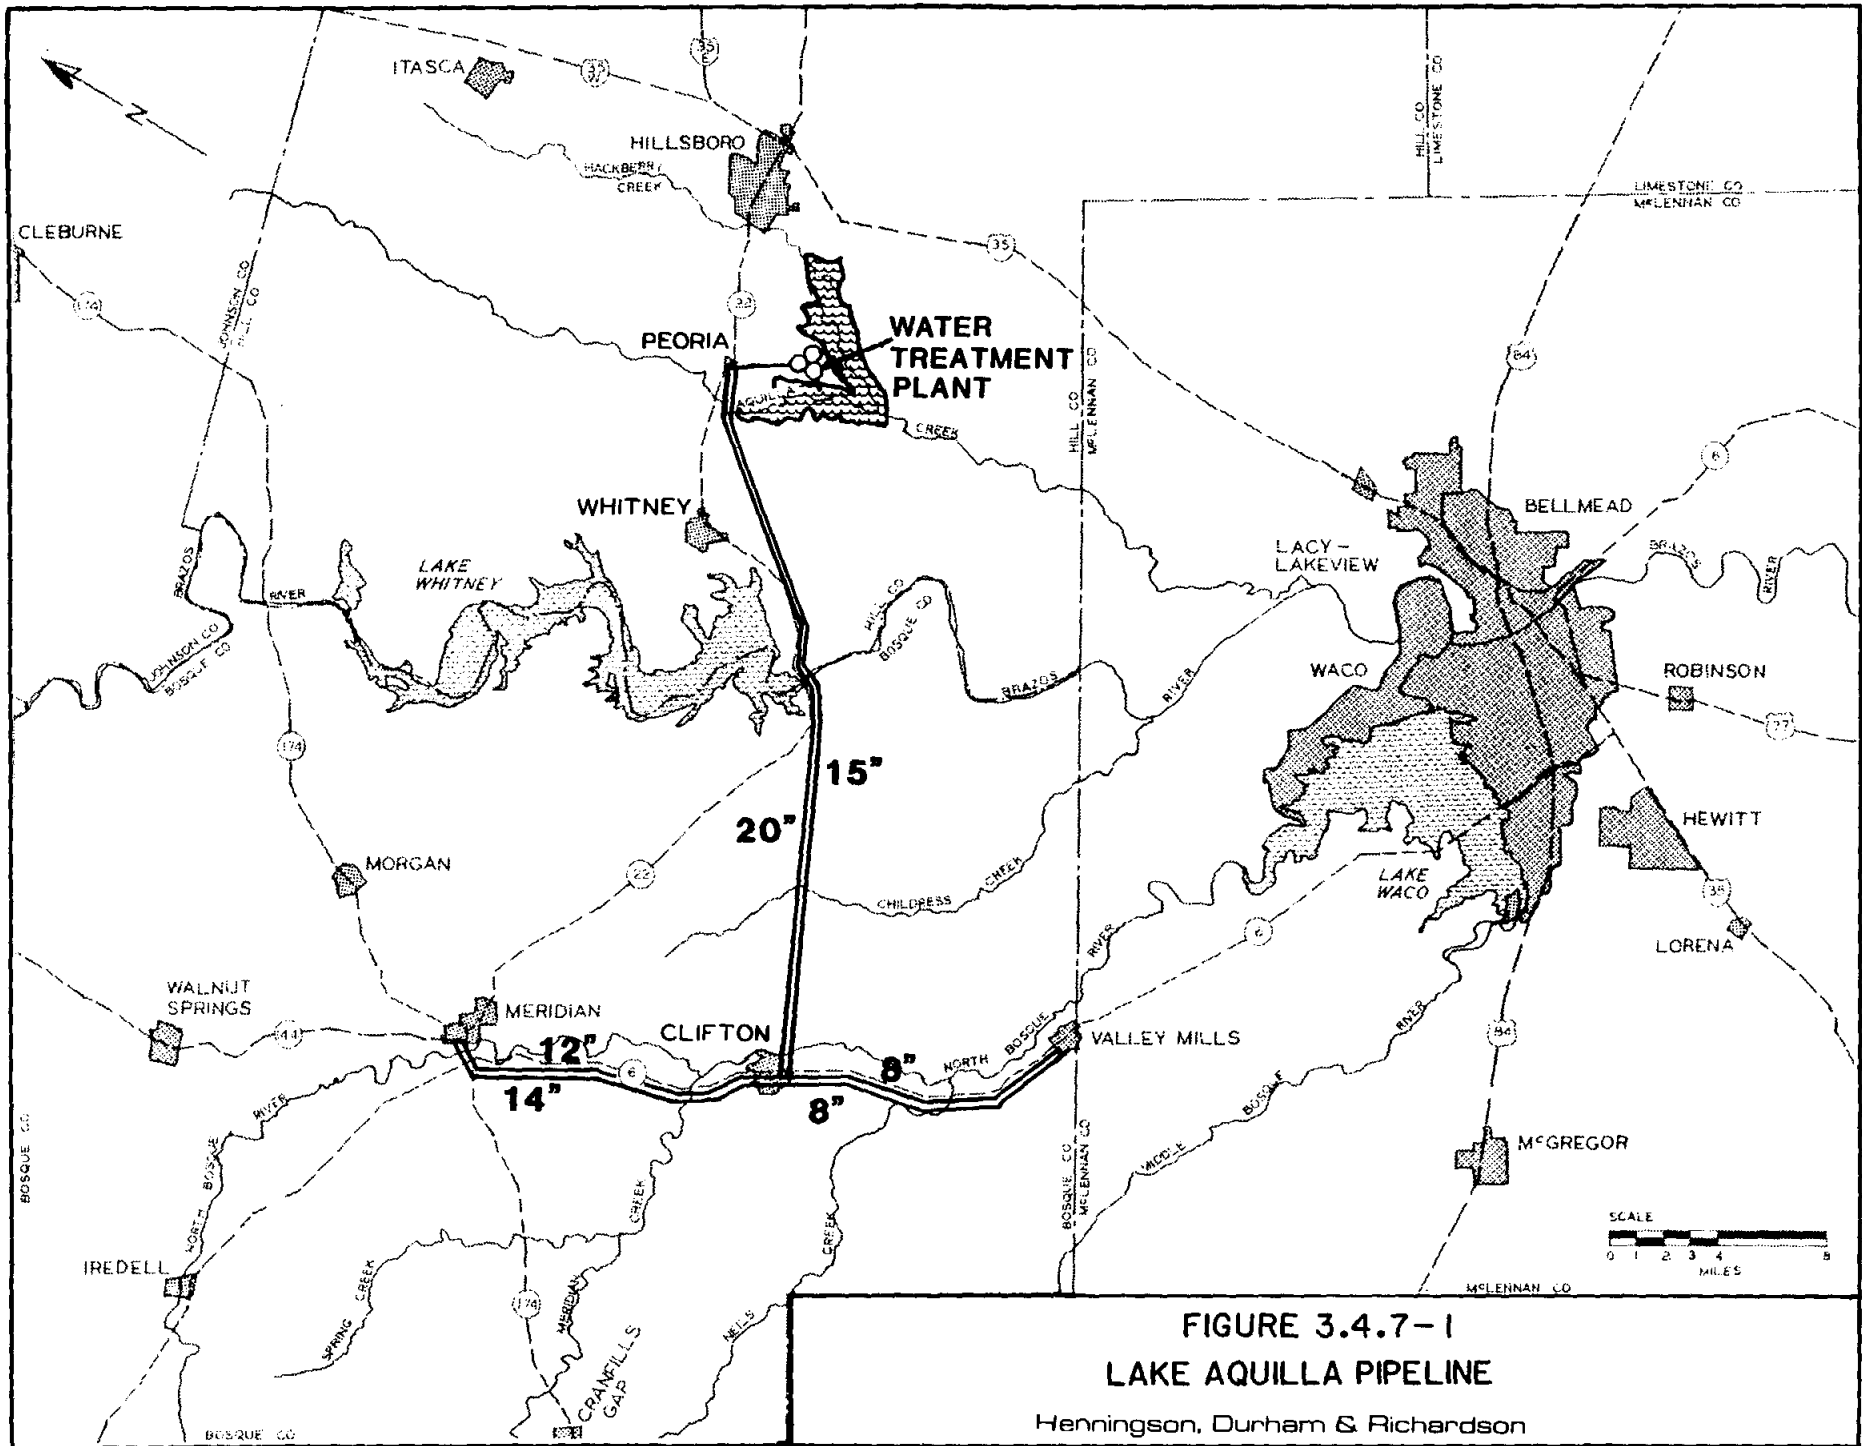 ITASCA
35 W
35 E
HILL CO
LIMESTONE CO
HILLSBORO
HACKBERRY
CREEK
LIMESTONE CO
McLENNAN CO
N
CLEBURNE
174
JOHNSON CO
HILL CO
35
22
WATER
TREATMENT
PLANT
PEORIA
84
AQUILLA
CREEK
HILL CO
McLENNAN CO
6
WHITNEY
BELLMEAD
LACY-
LAKEVIEW
BRAZOS
RIVER
LAKE
WHITNEY
BRAZOS
RIVER
HILL CO
BOSQUE CO
JOHNSON CO
BOSQUE CO
BRAZOS
RIVER
WACO
ROBINSON
77
174
15"
20"
HEWITT
MORGAN
22
CHILDRESS
CREEK
LAKE
WACO
35
6
LORENA
RIVER
WALNUT
SPRINGS
144
MERIDIAN
CLIFTON
12"
14"
6
8"
8"
NORTH
BOSQUE
VALLEY MILLS
RIVER
84
BOSQUE
MIDDLE
BOSQUE CO
NORTH
BOSQUE
RIVER
BOSQUE CO
McLENNAN CO
McGREGOR
IREDELL
SPRING
CREEK
MERIDIAN
CREEK
174
NEILS
CREEK
CRANFILLS
GAP
BOSQUE CO
SCALE
0 1 2 3 4 8
MILES
McLENNAN CO
FIGURE 3.4.7-1
LAKE AQUILLA PIPELINE
Henningson, Durham & Richardson